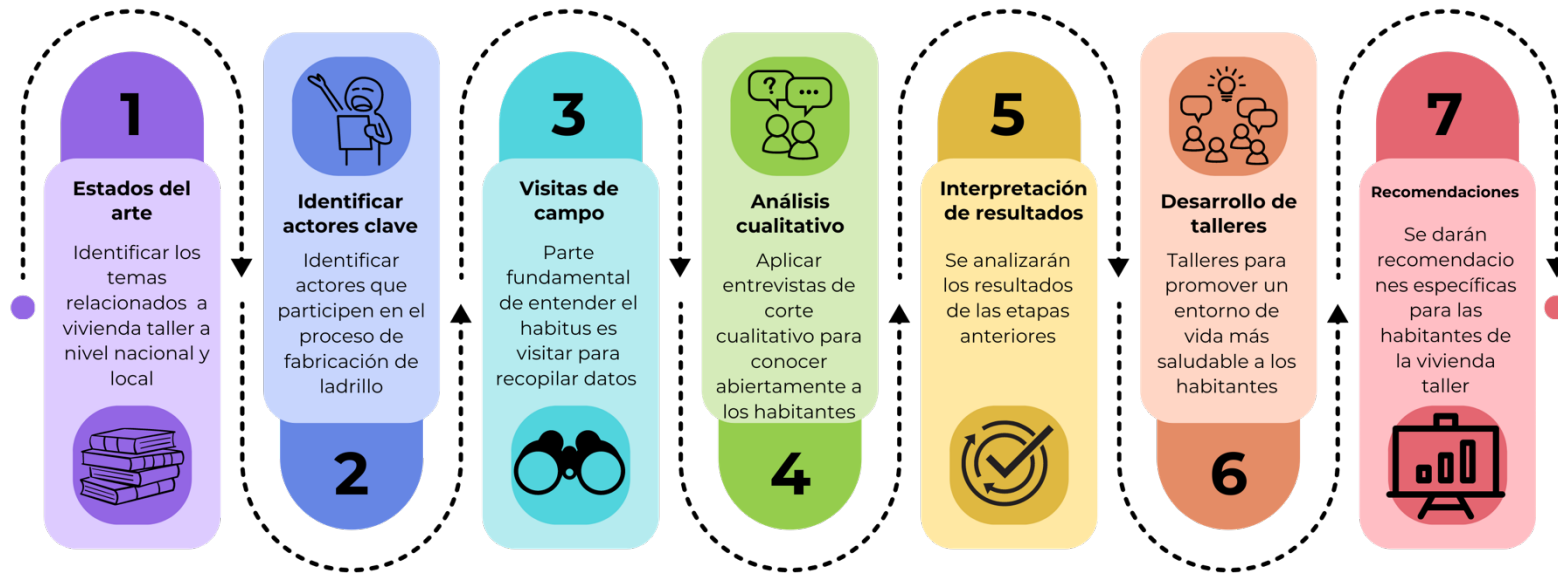 1
Estados del
arte
Identificar los
temas
relacionados a
vivienda taller a
nivel nacional y
local
Identificar
actores clave
Identificar
actores que
participen en el
proceso de
fabricación de
ladrillo
2
3
Visitas de
campo
Parte
fundamental
de entender el
habitus es
visitar para
recopilar datos
?
...
Análisis
cualitativo
Aplicar
entrevistas de
corte
cualitativo para
conocer
abiertamente a
los habitantes
4
5
Interpretación
de resultados
Se analizarán
los resultados
de las etapas
anteriores
Desarrollo de
talleres
Talleres para
promover un
entorno de
vida más
saludable a los
habitantes
6
7
Recomendaciones
Se darán
recomendacio
nes específicas
para las
habitantes de
la vivienda
taller